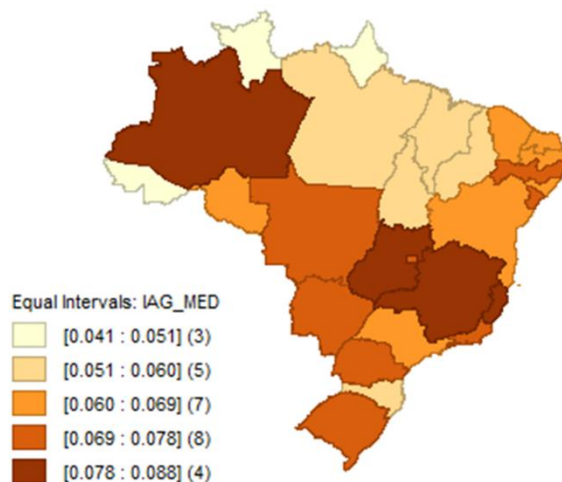 Equal Intervals: IAG_MED
[0.041 : 0.051] (3)
[0.051 : 0.060] (5)
[0.060 : 0.069] (7)
[0.069 : 0.078] (8)
[0.078 : 0.088] (4)